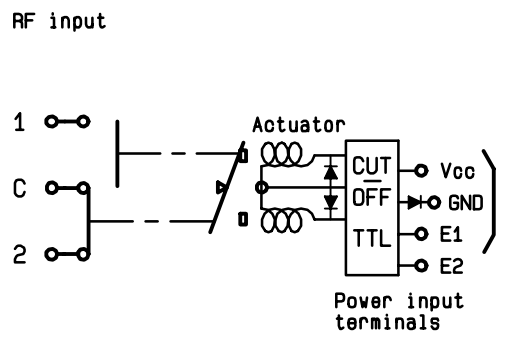 RF input
Actuator
1
CUT
Vcc
C
OFF
GND
TTL
E1
2
E2
Power input
terminals